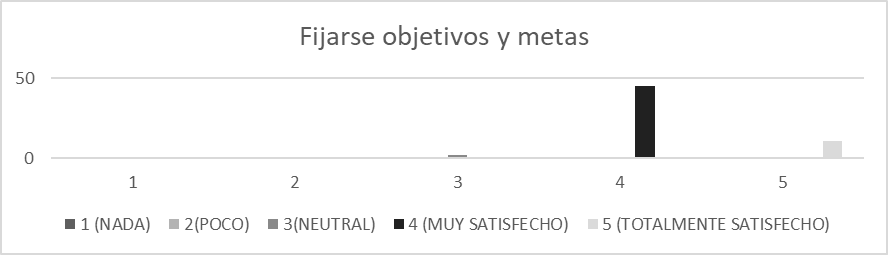 Fijarse objetivos y metas
50
0
1 2 3 4 5
1 (NADA) 2(POCO) 3(NEUTRAL) 4 (MUY SATISFECHO) 5 (TOTALMENTE SATISFECHO)